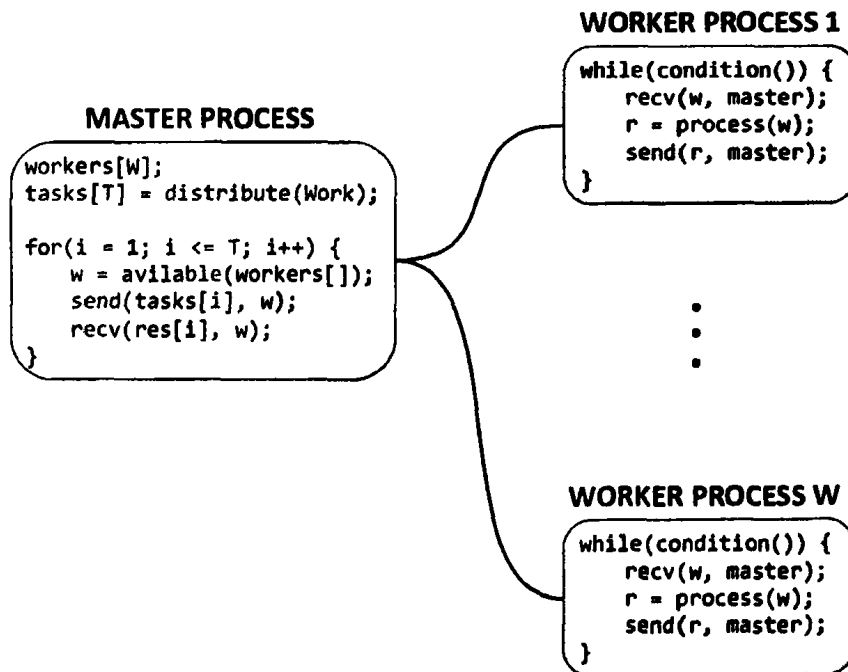 MASTER PROCESS
workers[W];
tasks[T] = distribute(Work);
for(i = 1; i <= T; i++) {
w = avilable(workers[]);
send(tasks[i], w);
recv(res[i], w);
}
WORKER PROCESS 1
while(condition()) {
recv(w, master);
r = process(w);
send(r, master);
}
WORKER PROCESS W
while(condition()) {
recv(w, master);
r = process(w);
send(r, master);
}